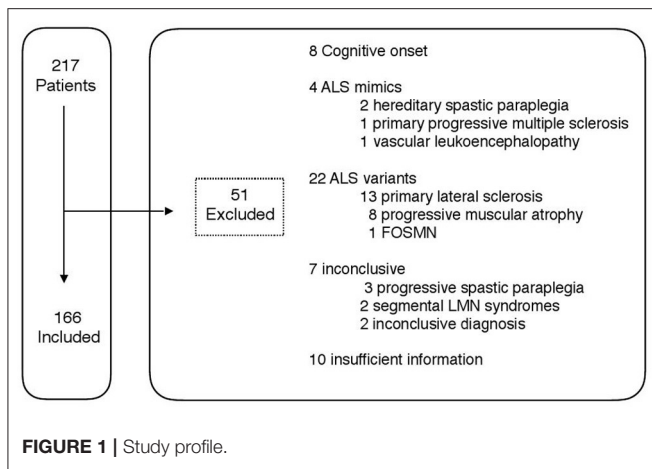 217
Patients
166
Included
51
Excluded
8 Cognitive onset
4 ALS mimics
2 hereditary spastic paraplegia
1 primary progressive multiple sclerosis
1 vascular leukoencephalopathy
22 ALS variants
13 primary lateral sclerosis
8 progressive muscular atrophy
1 FOSMN
7 inconclusive
3 progressive spastic paraplegia
2 segmental LMN syndromes
2 inconclusive diagnosis
10 insufficient information
FIGURE 1 | Study profile.